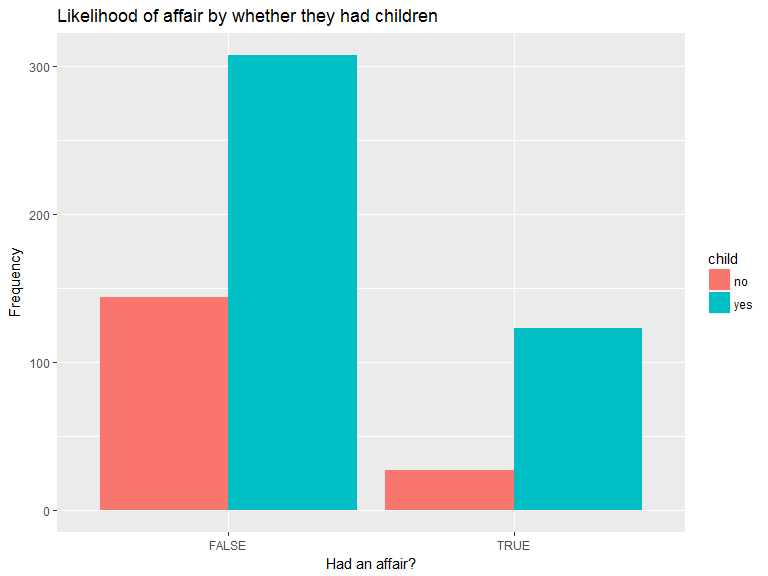 Likelihood of affair by whether they had children
300
200
100
0
Frequency
FALSE
TRUE
Had an affair?
child
no
yes